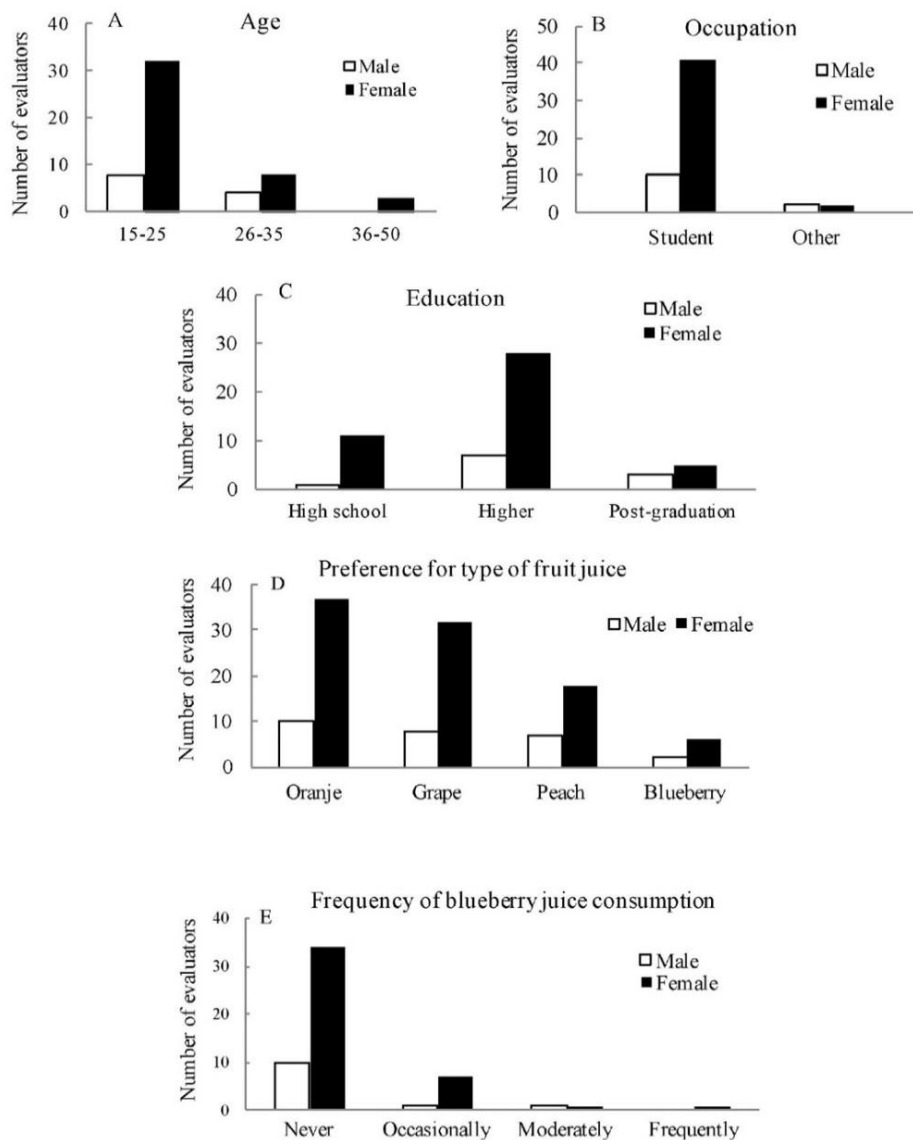 A
Age
40
30
20
10
0
Number of evaluators
Male
Female
15-25
26-35
36-50
B
Occupation
50
40
30
20
10
0
Number of evaluators
Male
Female
Student
Other
C
Education
40
30
20
10
0
Number of evaluators
Male
Female
High school
Higher
Post-graduation
D
Preference for type of fruit juice
40
30
20
10
0
Number of evaluators
Male
Female
Oranje
Grape
Peach
Blueberry
E
Frequency of blueberry juice consumption
40
30
20
10
0
Number of evaluators
Male
Female
Never
Occasionally
Moderately
Frequently